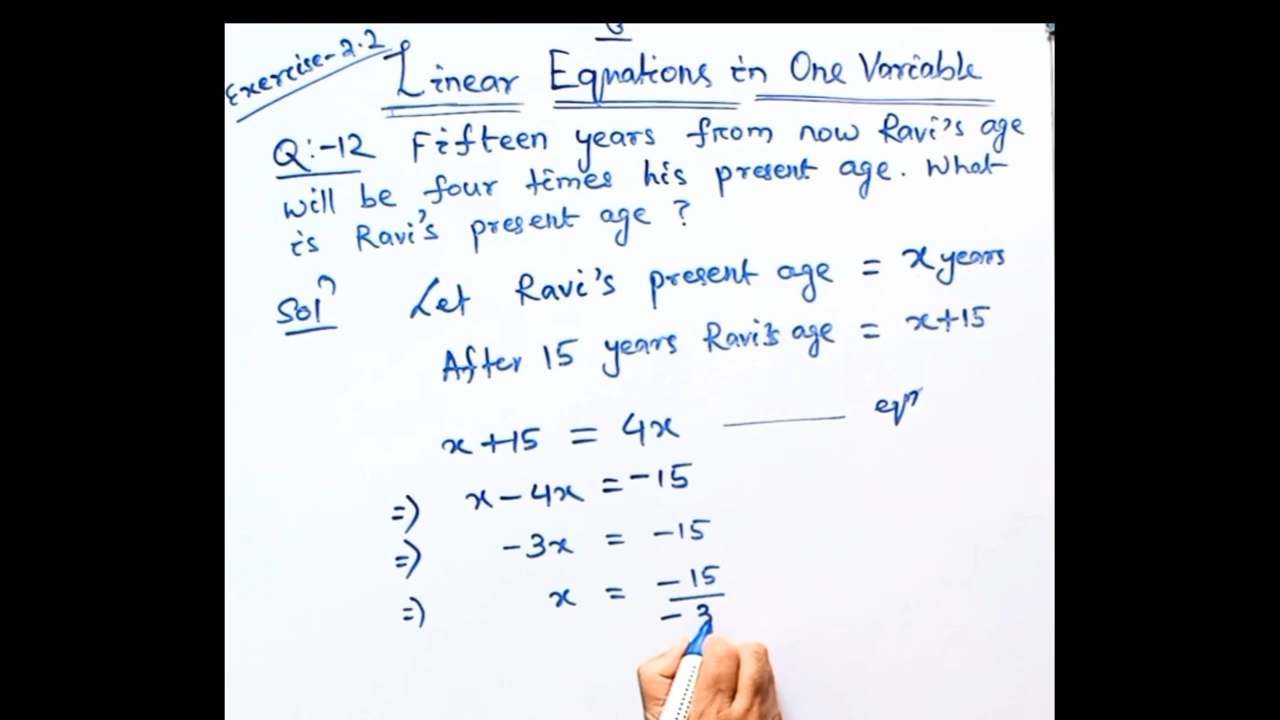 Exercise-2.2
Linear Equations in One Variable
Q:-12 Fifteen years from now Ravi's age
will be four times his present age. What
is Ravi's present age ?
Solⁿ Let Ravi's present age = x years
After 15 years Ravi's age = x+15
x+15 = 4x ——— eqⁿ
=) x-4x = -15
=) -3x = -15
=) x = -15/-3